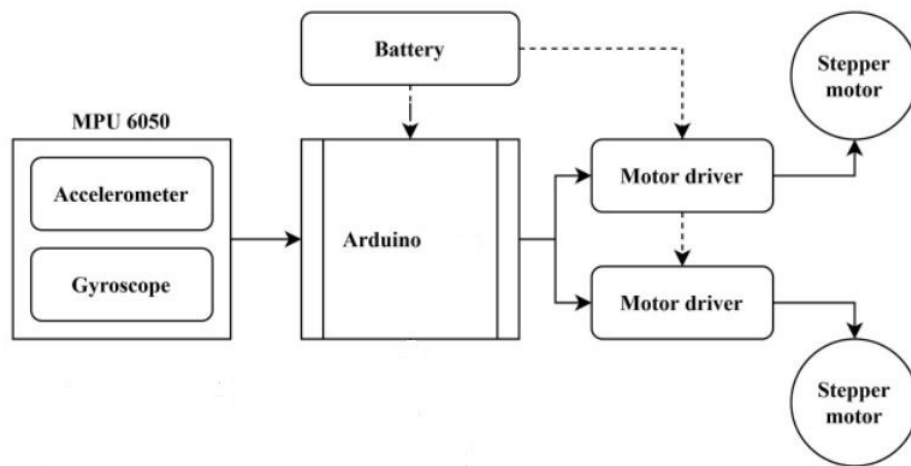 Battery
Stepper
motor
MPU 6050
Accelerometer
Gyroscope
Arduino
Motor driver
Motor driver
Stepper
motor